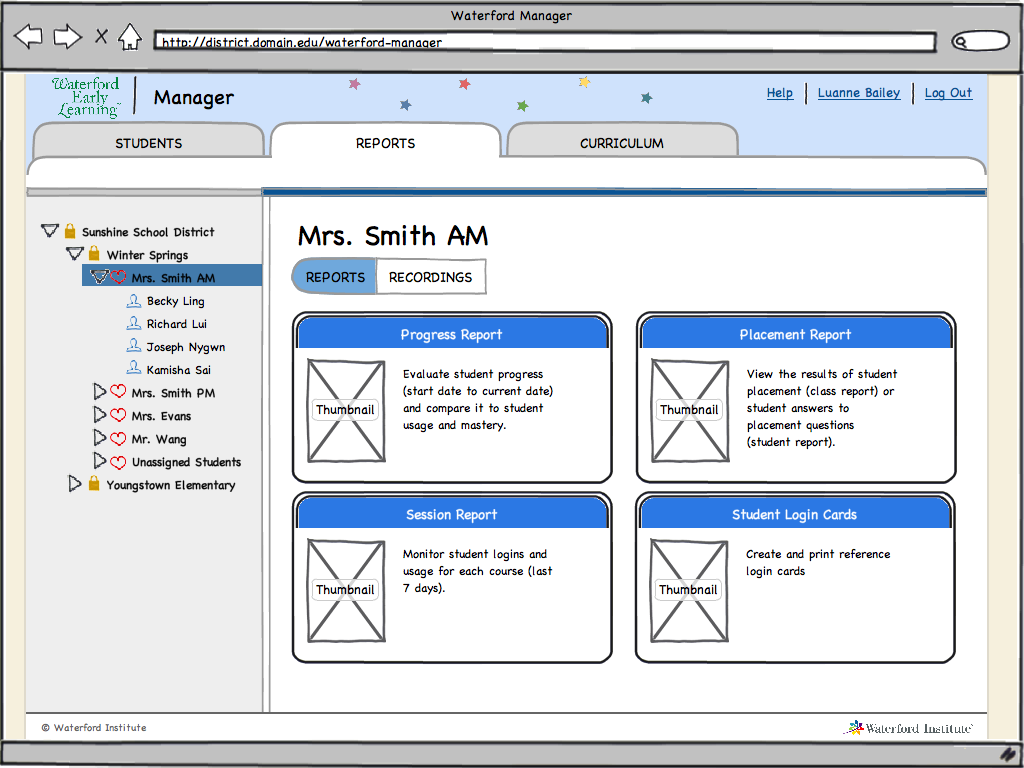 Waterford Manager
http://district.domain.edu/waterford-manager
Waterford
Early
Learning™
Manager
Help
Luanne Bailey
Log Out
STUDENTS
REPORTS
CURRICULUM
Sunshine School District
Winter Springs
Mrs. Smith AM
Becky Ling
Richard Lui
Joseph Nygwn
Kamisha Sai
Mrs. Smith PM
Mrs. Evans
Mr. Wang
Unassigned Students
Youngstown Elementary
Mrs. Smith AM
REPORTS
RECORDINGS
Progress Report
Thumbnail
Evaluate student progress
(start date to current date)
and compare it to student
usage and mastery.
Placement Report
Thumbnail
View the results of student
placement (class report) or
student answers to
placement questions
(student report).
Session Report
Thumbnail
Monitor student logins and
usage for each course (last
7 days).
Student Login Cards
Thumbnail
Create and print reference
login cards
© Waterford Institute
Waterford Institute